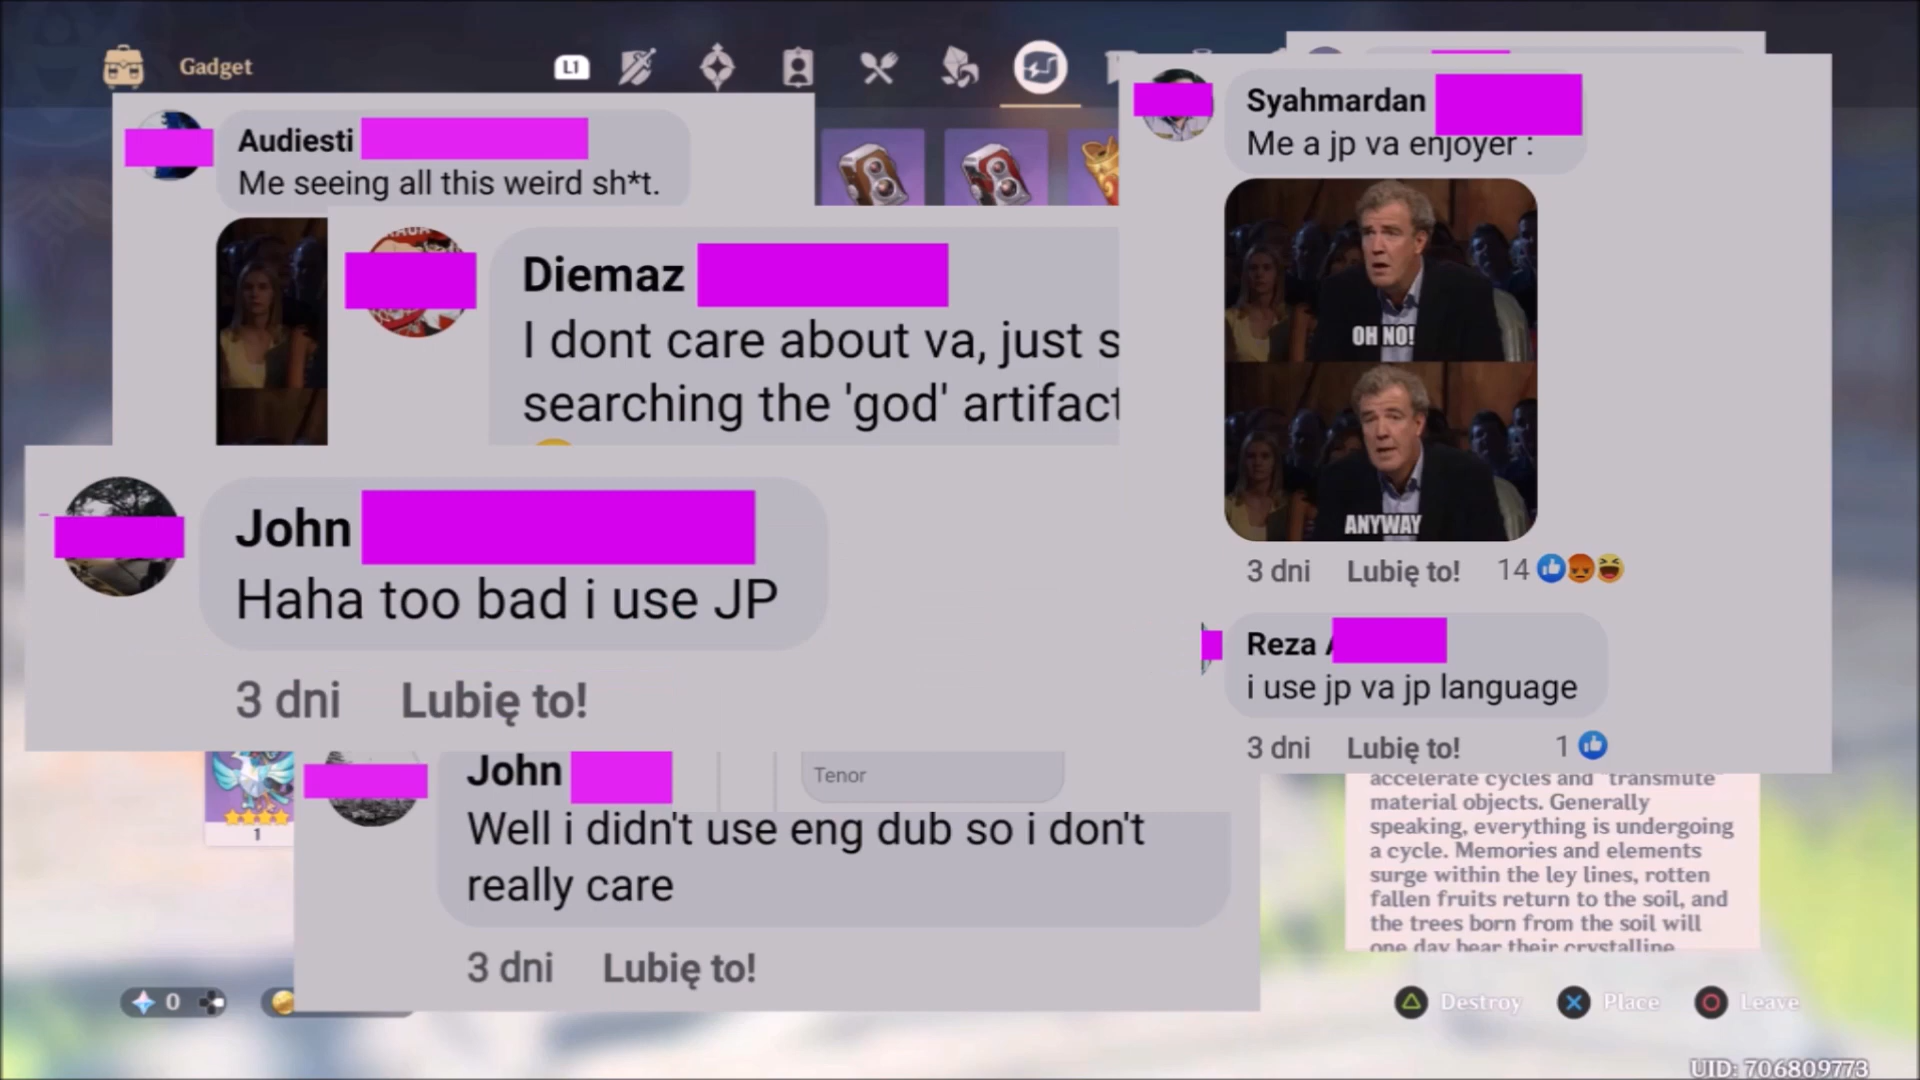 Gadget
L1
Audiesti
Me seeing all this weird sh*t.
Diemaz
I dont care about va, just s
searching the 'god' artifact
John
Haha too bad i use JP
3 dni Lubię to!
Syahmardan
Me a jp va enjoyer :
OH NO!
ANYWAY
3 dni Lubię to! 14
Reza
i use jp va jp language
3 dni Lubię to! 1
1
John
Tenor
Well i didn't use eng dub so i don't
really care
3 dni Lubię to!
accelerate cycles and "transmute"
material objects. Generally
speaking, everything is undergoing
a cycle. Memories and elements
surge within the ley lines, rotten
fallen fruits return to the soil, and
the trees born from the soil will
one day bear their crystalline
0
Destroy Place Leave
UID: 706809773